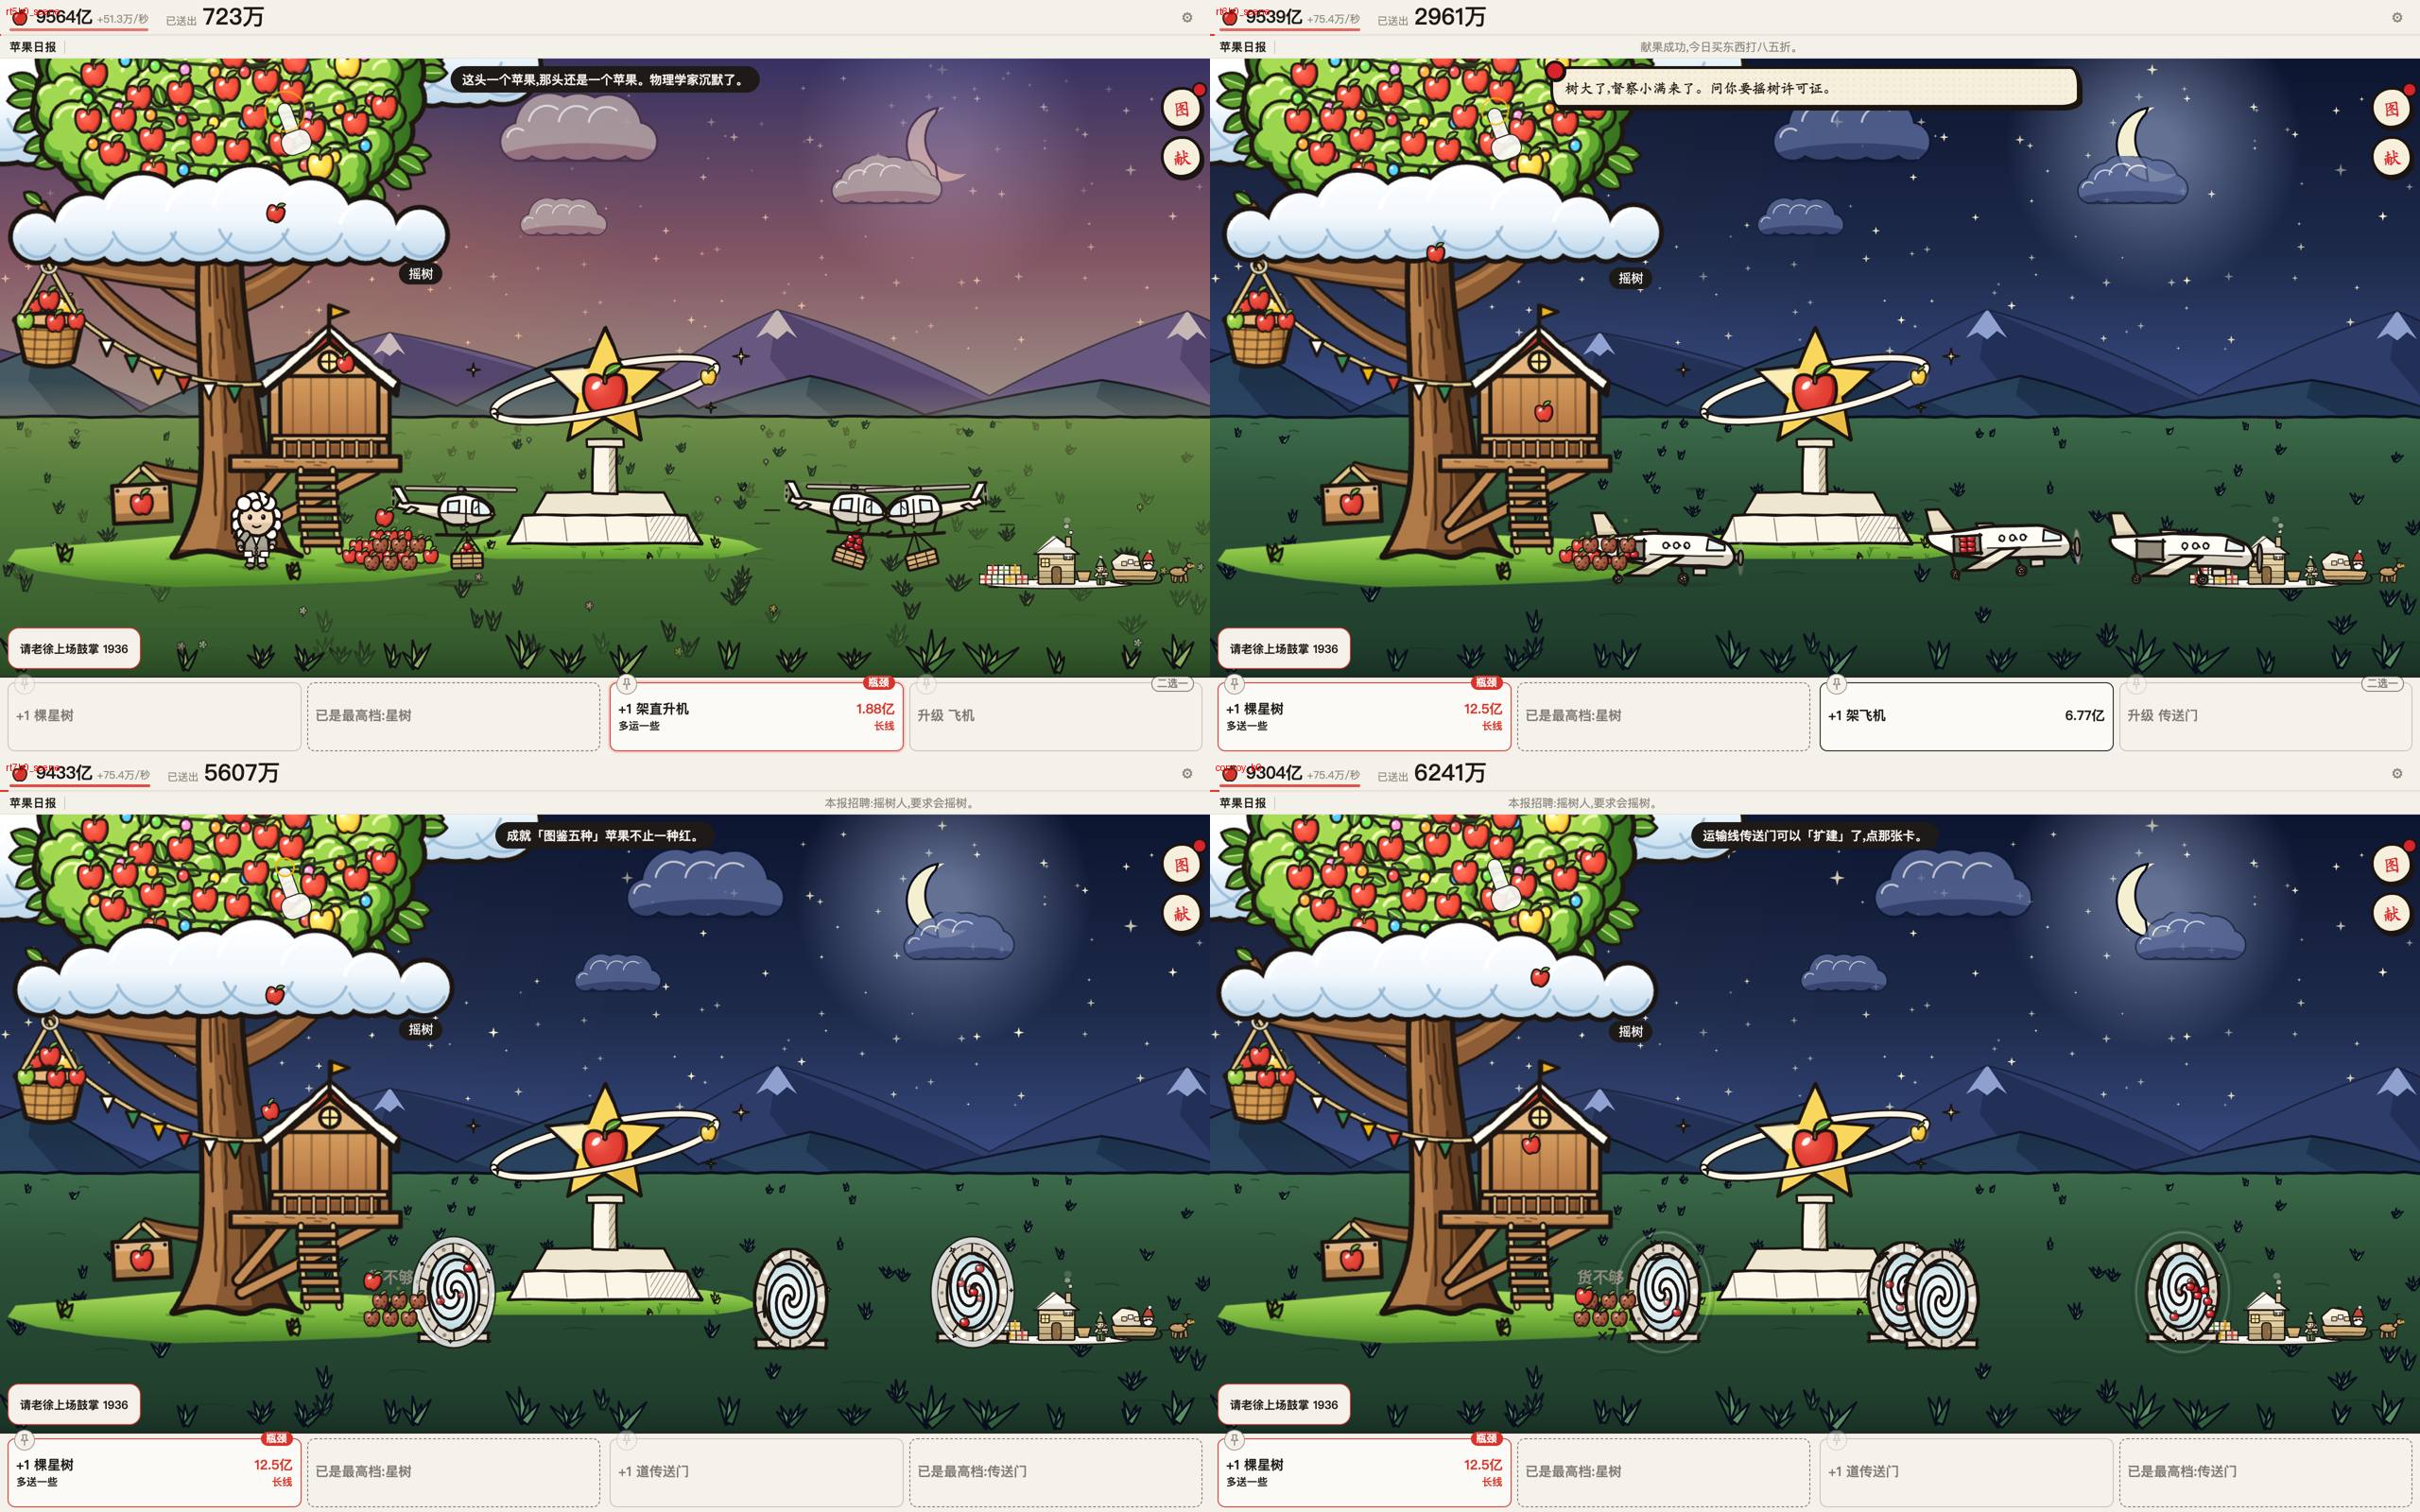 9564亿 +51.3万/秒 已送出 723万
苹果日报
这头一个苹果,那头还是一个苹果。物理学家沉默了。
图
献
摇树
请老徐上场鼓掌 1936
+1 棵星树
已是最高档:星树
瓶颈
+1 架直升机 1.88亿
多运一些 长线
二选一
升级 飞机
9539亿 +75.4万/秒 已送出 2961万
苹果日报 献果成功,今日买东西打八五折。
树大了,督察小满来了。问你要摇树许可证。
图
献
摇树
请老徐上场鼓掌 1936
瓶颈
+1 棵星树 12.5亿
多送一些 长线
已是最高档:星树
+1 架飞机 6.77亿
二选一
升级 传送门
9433亿 +75.4万/秒 已送出 5607万
苹果日报 本报招聘:摇树人,要求会摇树。
成就「图鉴五种」苹果不止一种红。
图
献
摇树
不够
请老徐上场鼓掌 1936
瓶颈
+1 棵星树 12.5亿
多送一些 长线
已是最高档:星树
+1 道传送门
已是最高档:传送门
9304亿 +75.4万/秒 已送出 6241万
苹果日报 本报招聘:摇树人,要求会摇树。
运输线传送门可以「扩建」了,点那张卡。
图
献
摇树
货不够
×7
请老徐上场鼓掌 1936
瓶颈
+1 棵星树 12.5亿
多送一些 长线
已是最高档:星树
+1 道传送门
已是最高档:传送门